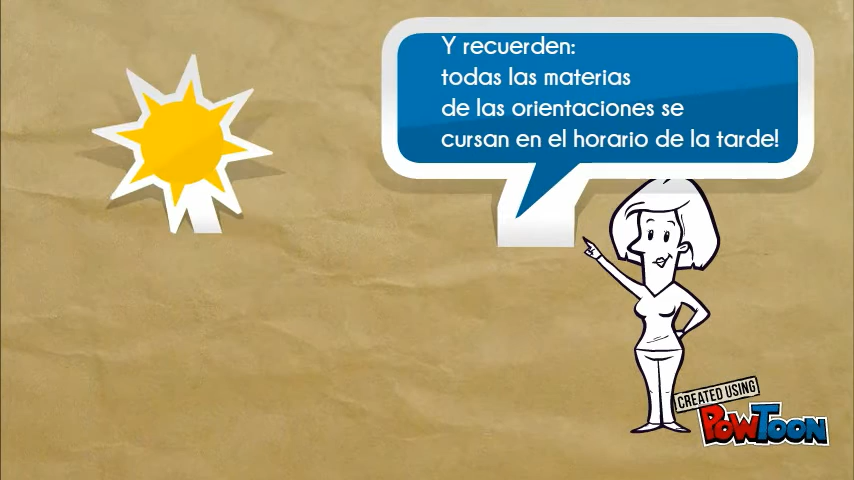 Y recuerden:
todas las materias
de las orientaciones se
cursan en el horario de la tarde!
CREATED USING
POWTOON